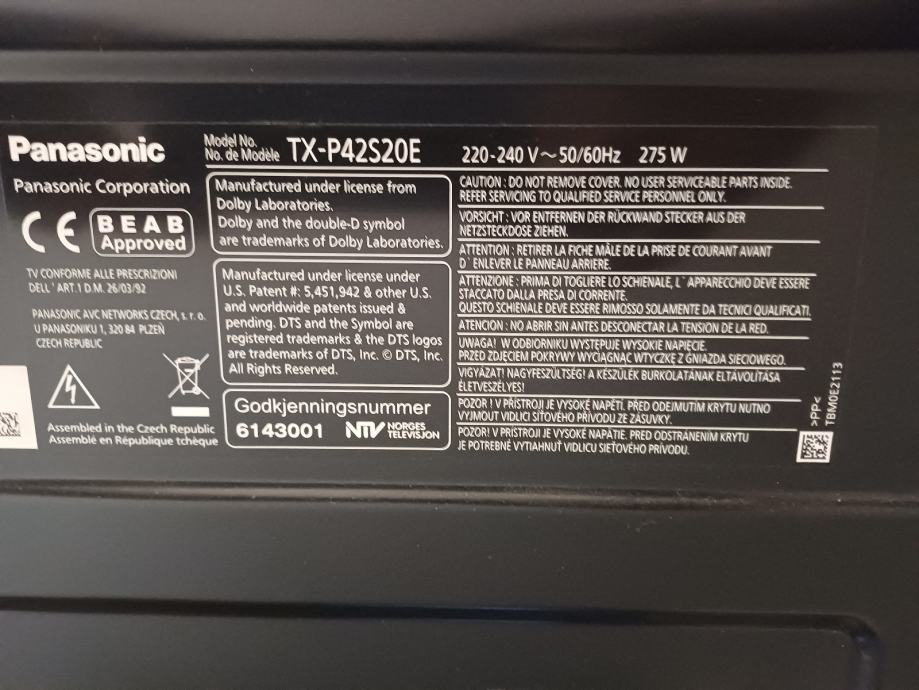 Panasonic
Model No.
No. de Modèle TX-P42S20E
220-240 V~50/60Hz 275 W
Panasonic Corporation
CE
BEAB
Approved
TV CONFORME ALLE PRESCRIZIONI
DELL' ART.1 D.M. 26/03/92
PANASONIC AVC NETWORKS CZECH, s. r. o.
U PANASONIKU 1, 320 84 PLZEŇ
CZECH REPUBLIC
Assembled in the Czech Republic
Assemblé en République tchèque
Manufactured under license from
Dolby Laboratories.
Dolby and the double-D symbol
are trademarks of Dolby Laboratories.
Manufactured under license under
U.S. Patent #: 5,451,942 & other U.S.
and worldwide patents issued &
pending. DTS and the Symbol are
registered trademarks & the DTS logos
are trademarks of DTS, Inc. © DTS, Inc.
All Rights Reserved.
Godkjenningsnummer
6143001 NTV NORGES
TELEVISJON
CAUTION : DO NOT REMOVE COVER. NO USER SERVICEABLE PARTS INSIDE.
REFER SERVICING TO QUALIFIED SERVICE PERSONNEL ONLY.
VORSICHT : VOR ENTFERNEN DER RÜCKWAND STECKER AUS DER
NETZSTECKDOSE ZIEHEN.
ATTENTION : RETIRER LA FICHE MÂLE DE LA PRISE DE COURANT AVANT
D` ENLEVER LE PANNEAU ARRIERE.
ATTENZIONE : PRIMA DI TOGLIERE LO SCHIENALE, L` APPARECCHIO DEVE ESSERE
STACCATO DALLA PRESA DI CORRENTE.
QUESTO SCHIENALE DEVE ESSERE RIMOSSO SOLAMENTE DA TECNICI QUALIFICATI.
ATENCION : NO ABRIR SIN ANTES DESCONECTAR LA TENSION DE LA RED.
UWAGA! W ODBIORNIKU WYSTĘPUJE WYSOKIE NAPIĘCIE.
PRZED ZDJĘCIEM POKRYWY WYCIĄGNĄĆ WTYCZKĘ Z GNIAZDA SIECIOWEGO.
VIGYÁZAT! NAGYFESZÜLTSÉG! A KÉSZÜLÉK BURKOLATÁNAK ELTÁVOLÍTÁSA
ÉLETVESZÉLYES!
POZOR ! V PŘÍSTROJI JE VYSOKÉ NAPĚTÍ. PŘED ODEJMUTÍM KRYTU NUTNO
VYJMOUT VIDLICI SÍŤOVÉHO PŘÍVODU ZE ZÁSUVKY.
POZOR! V PRÍSTROJI JE VYSOKÉ NAPÄTIE. PRED ODSTRÁNENÍM KRYTU
JE POTREBNÉ VYTIAHNUŤ VIDLICU SIEŤOVÉHO PRÍVODU.
>PP<
TBM0E2113